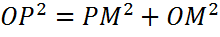 𝑂𝑃² = 𝑃𝑀² + 𝑂𝑀²